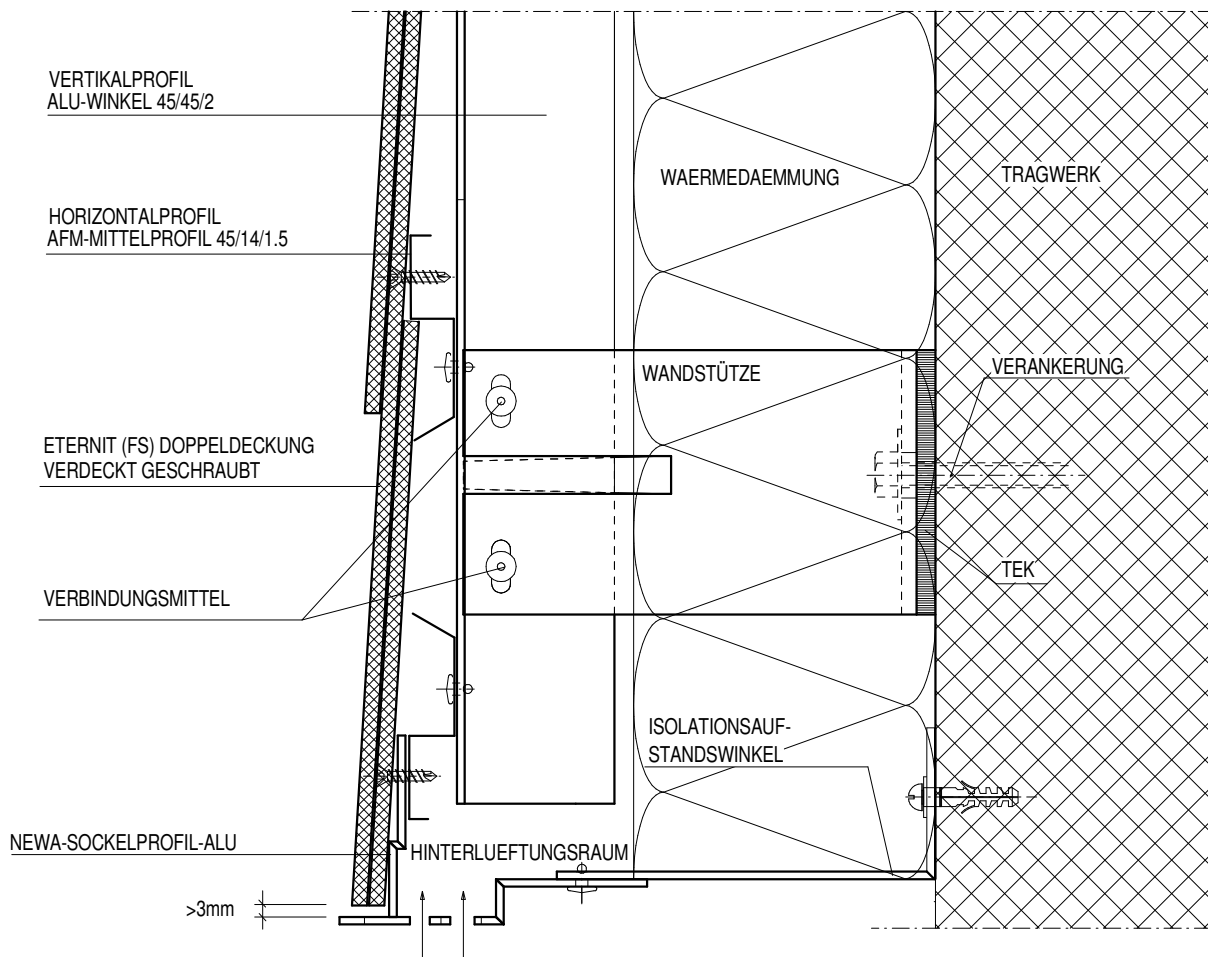 VERTIKALPROFIL
ALU-WINKEL 45/45/2
HORIZONTALPROFIL
AFM-MITTELPROFIL 45/14/1.5
ETERNIT (FS) DOPPELDECKUNG
VERDECKT GESCHRAUBT
VERBINDUNGSMITTEL
NEWA-SOCKELPROFIL-ALU
>3mm
HINTERLUEFTUNGSRAUM
WAERMEDAEMMUNG
WANDSTÜTZE
ISOLATIONSAUF-
STANDSWINKEL
TRAGWERK
VERANKERUNG
TEK